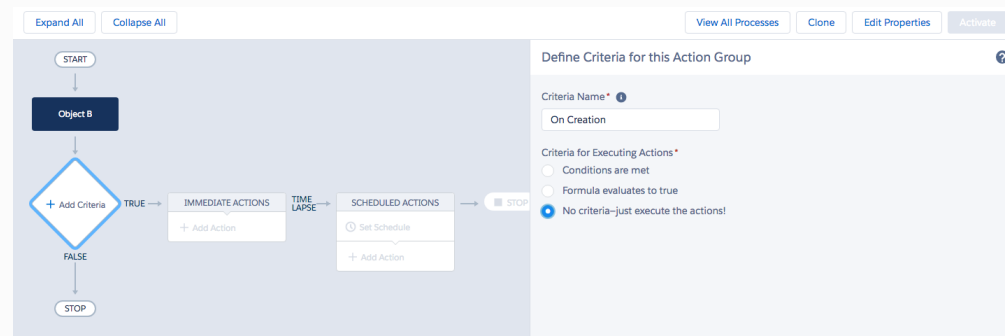 Expand All Collapse All View All Processes Clone Edit Properties Activate
START
Object B
+ Add Criteria
TRUE
IMMEDIATE ACTIONS
+ Add Action
TIME
LAPSE
SCHEDULED ACTIONS
Set Schedule
+ Add Action
STOP
FALSE
STOP
Define Criteria for this Action Group ?
Criteria Name* i
On Creation
Criteria for Executing Actions*
Conditions are met
Formula evaluates to true
No criteria—just execute the actions!